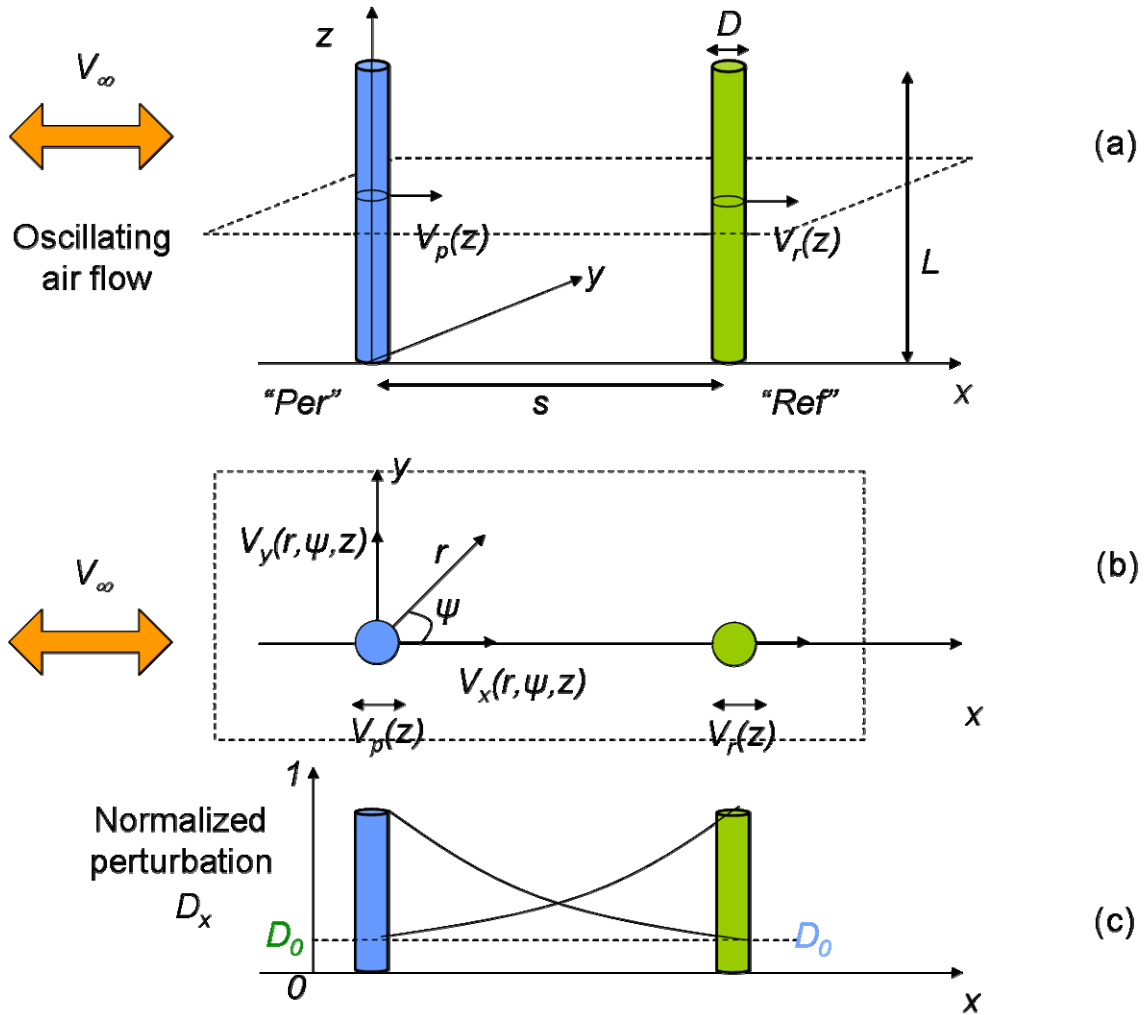 z
D
V∞
(a)
Oscillating
air flow
Vp(z)
Vr(z)
L
y
"Per"
s
"Ref"
x
y
Vy(r,ψ,z)
r
(b)
V∞
ψ
Vx(r,ψ,z)
x
Vp(z)
Vr(z)
1
Normalized
perturbation
Dx
(c)
D0
D0
0
x